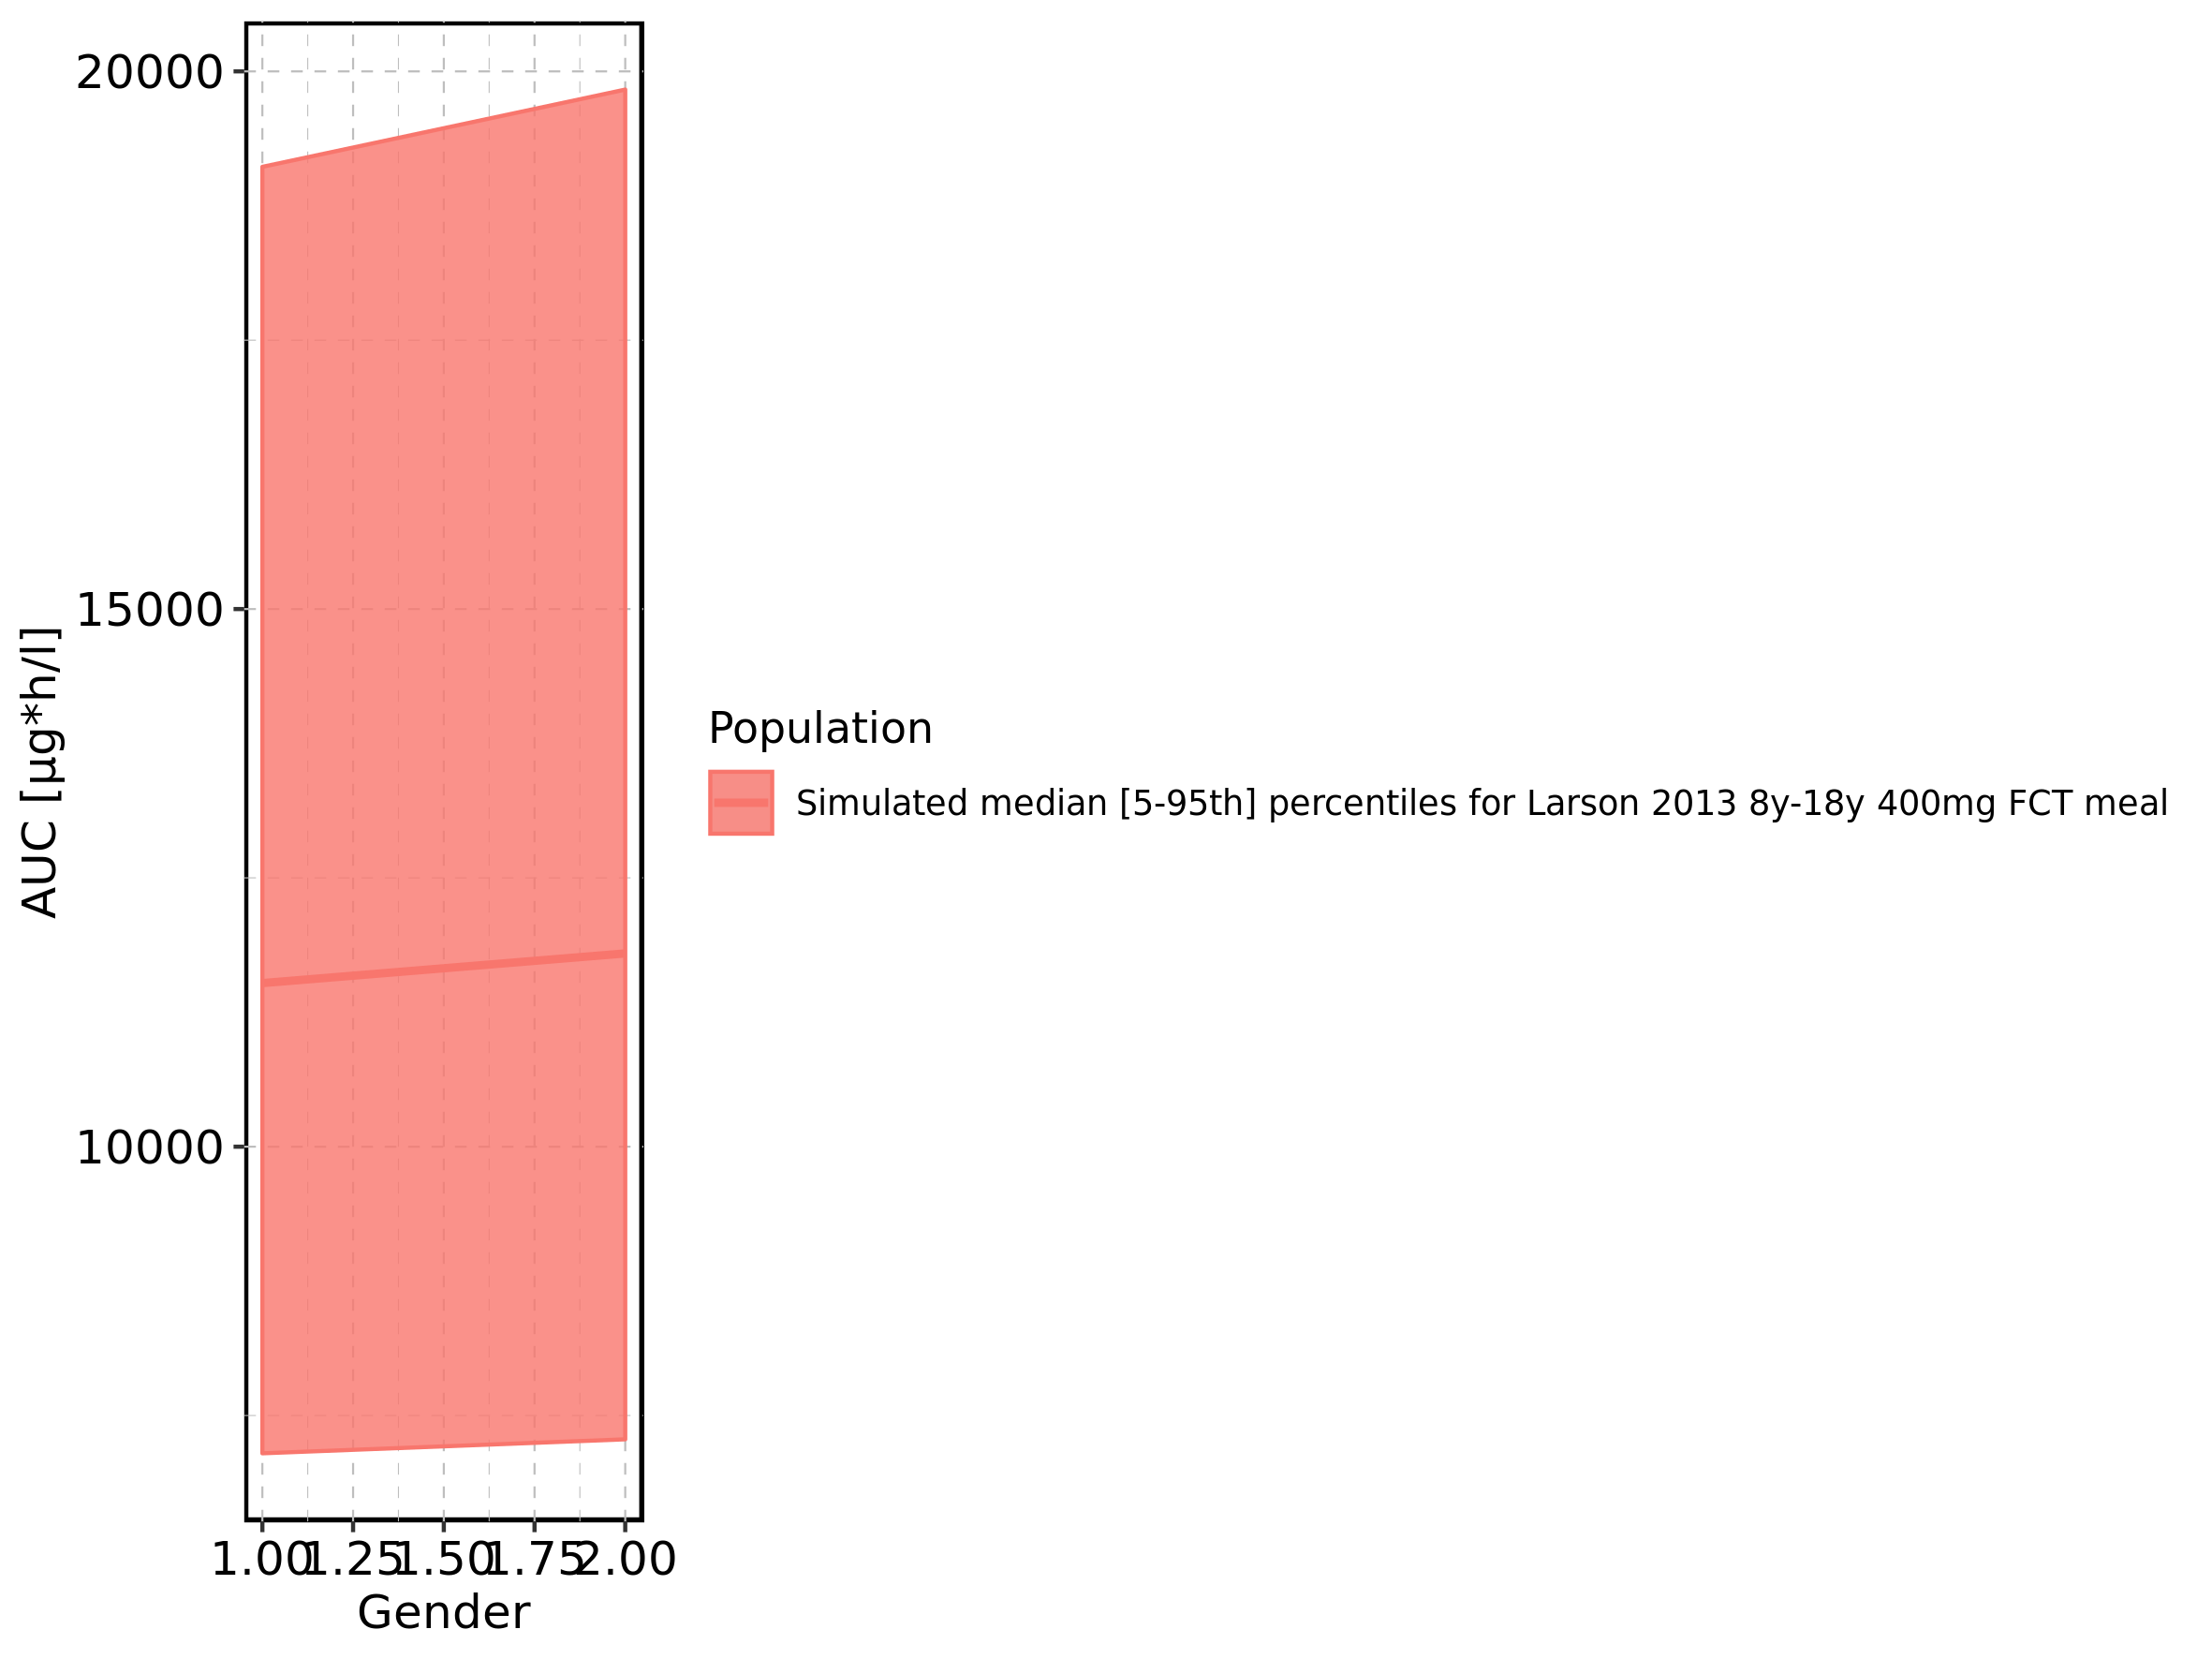 20000
15000
10000
AUC [µg*h/l]
1.00 1.25 1.50 1.75 2.00
Gender
Population
Simulated median [5-95th] percentiles for Larson 2013 8y-18y 400mg FCT meal